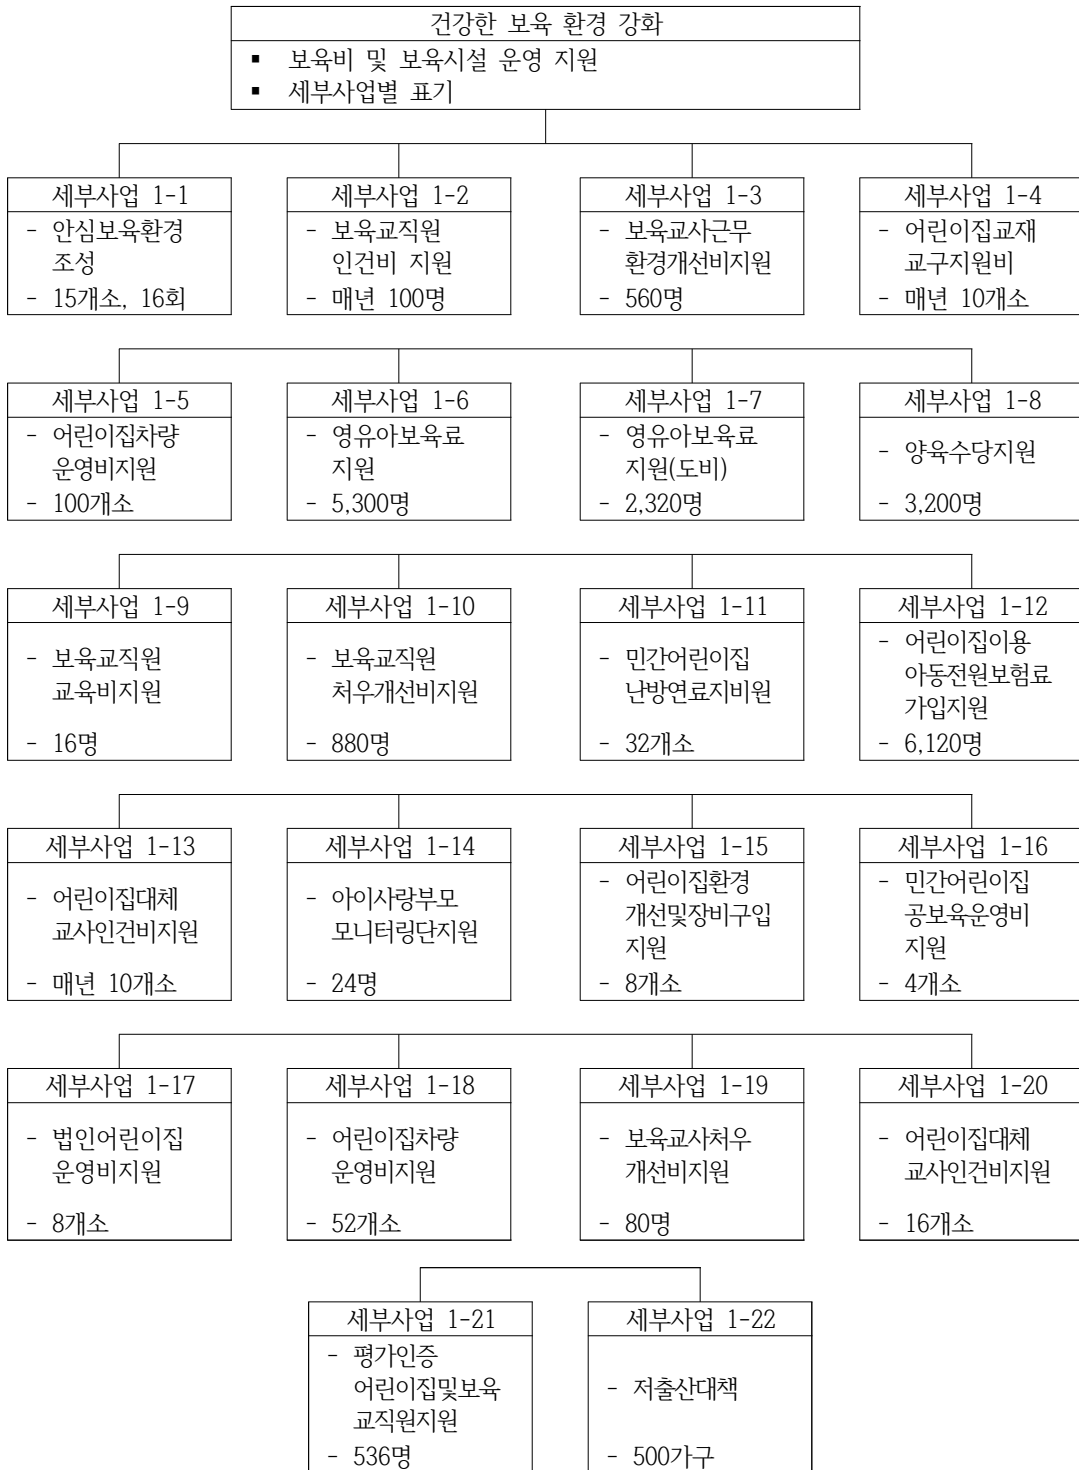 건강한 보육 환경 강화
▪ 보육비 및 보육시설 운영 지원
▪ 세부사업별 표기
세부사업 1-1
- 안심보육환경
조성
- 15개소, 16회
세부사업 1-2
- 보육교직원
인건비 지원
- 매년 100명
세부사업 1-3
- 보육교사근무
환경개선비지원
- 560명
세부사업 1-4
- 어린이집교재
교구지원비
- 매년 10개소
세부사업 1-5
- 어린이집차량
운영비지원
- 100개소
세부사업 1-6
- 영유아보육료
지원
- 5,300명
세부사업 1-7
- 영유아보육료
지원(도비)
- 2,320명
세부사업 1-8
- 양육수당지원
- 3,200명
세부사업 1-9
- 보육교직원
교육비지원
- 16명
세부사업 1-10
- 보육교직원
처우개선비지원
- 880명
세부사업 1-11
- 민간어린이집
난방연료지비원
- 32개소
세부사업 1-12
- 어린이집이용
아동전원보험료
가입지원
- 6,120명
세부사업 1-13
- 어린이집대체
교사인건비지원
- 매년 10개소
세부사업 1-14
- 아이사랑부모
모니터링단지원
- 24명
세부사업 1-15
- 어린이집환경
개선및장비구입
지원
- 8개소
세부사업 1-16
- 민간어린이집
공보육운영비
지원
- 4개소
세부사업 1-17
- 법인어린이집
운영비지원
- 8개소
세부사업 1-18
- 어린이집차량
운영비지원
- 52개소
세부사업 1-19
- 보육교사처우
개선비지원
- 80명
세부사업 1-20
- 어린이집대체
교사인건비지원
- 16개소
세부사업 1-21
- 평가인증
어린이집및보육
교직원지원
- 536명
세부사업 1-22
- 저출산대책
- 500가구